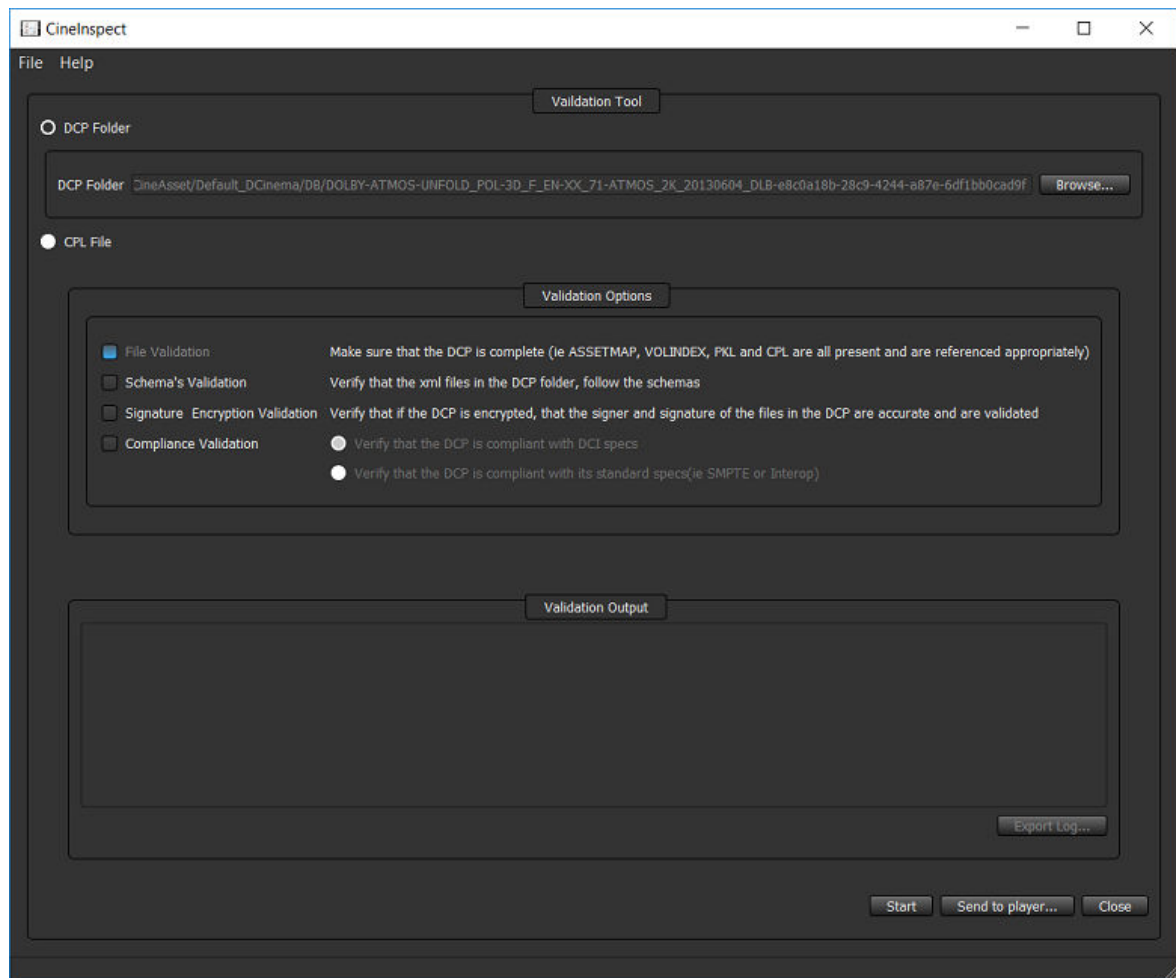 CineInspect
File Help
Vaildation Tool
DCP Folder
DCP Folder CineAsset/Default_DCinema/DB/DOLBY-ATMOS-UNFOLD_POL-3D_F_EN-XX_71-ATMOS_2K_20130604_DLB-e8c0a18b-28c9-4244-a87e-6df1bb0cad9f Browse...
CPL File
Validation Options
File Validation Make sure that the DCP is complete (ie ASSETMAP, VOLINDEX, PKL and CPL are all present and are referenced appropriately)
Schema's Validation Verify that the xml files in the DCP folder, follow the schemas
Signature Encryption Validation Verify that if the DCP is encrypted, that the signer and signature of the files in the DCP are accurate and are validated
Compliance Validation Verify that the DCP is compliant with DCI specs
Verify that the DCP is compliant with its standard specs(ie SMPTE or Interop)
Validation Output
Export Log...
Start Send to player... Close